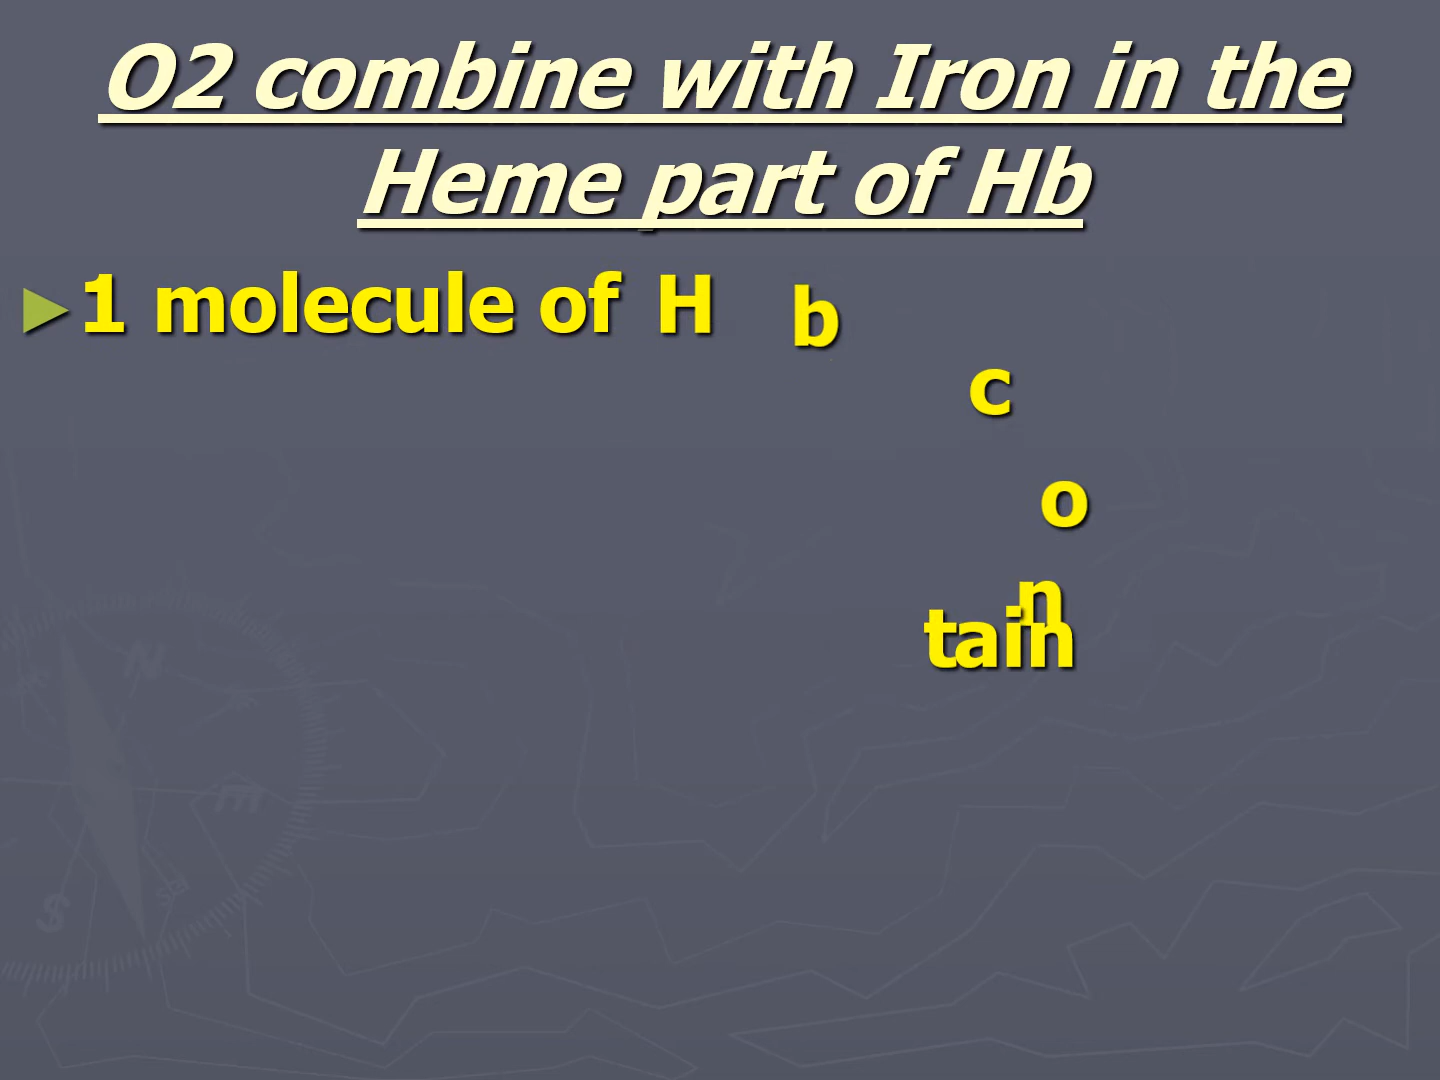 O2 combine with Iron in the
Heme part of Hb
►1 molecule of H b
c
o
n
tain